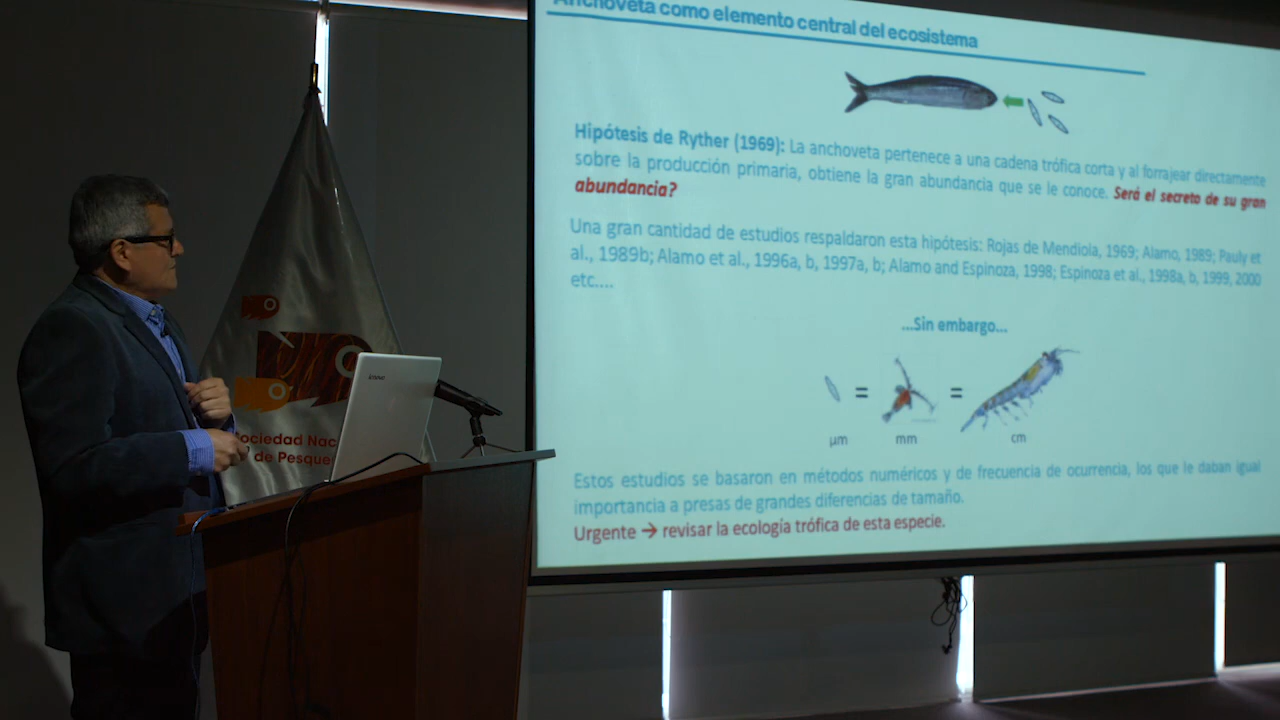 Anchoveta como elemento central del ecosistema
Hipótesis de Ryther (1969): La anchoveta pertenece a una cadena trófica corta y al forrajear directamente
sobre la producción primaria, obtiene la gran abundancia que se le conoce. Será el secreto de su gran
abundancia?
Una gran cantidad de estudios respaldaron esta hipótesis: Rojas de Mendiola, 1969; Alamo, 1989; Pauly et
al., 1989b; Alamo et al., 1996a, b, 1997a, b; Alamo and Espinoza, 1998; Espinoza et al., 1998a, b, 1999, 2000
etc....
...Sin embargo...
= =
µm mm cm
Estos estudios se basaron en métodos numéricos y de frecuencia de ocurrencia, los que le daban igual
importancia a presas de grandes diferencias de tamaño.
Urgente → revisar la ecología trófica de esta especie.
lenovo
Sociedad Nac
de Pesque